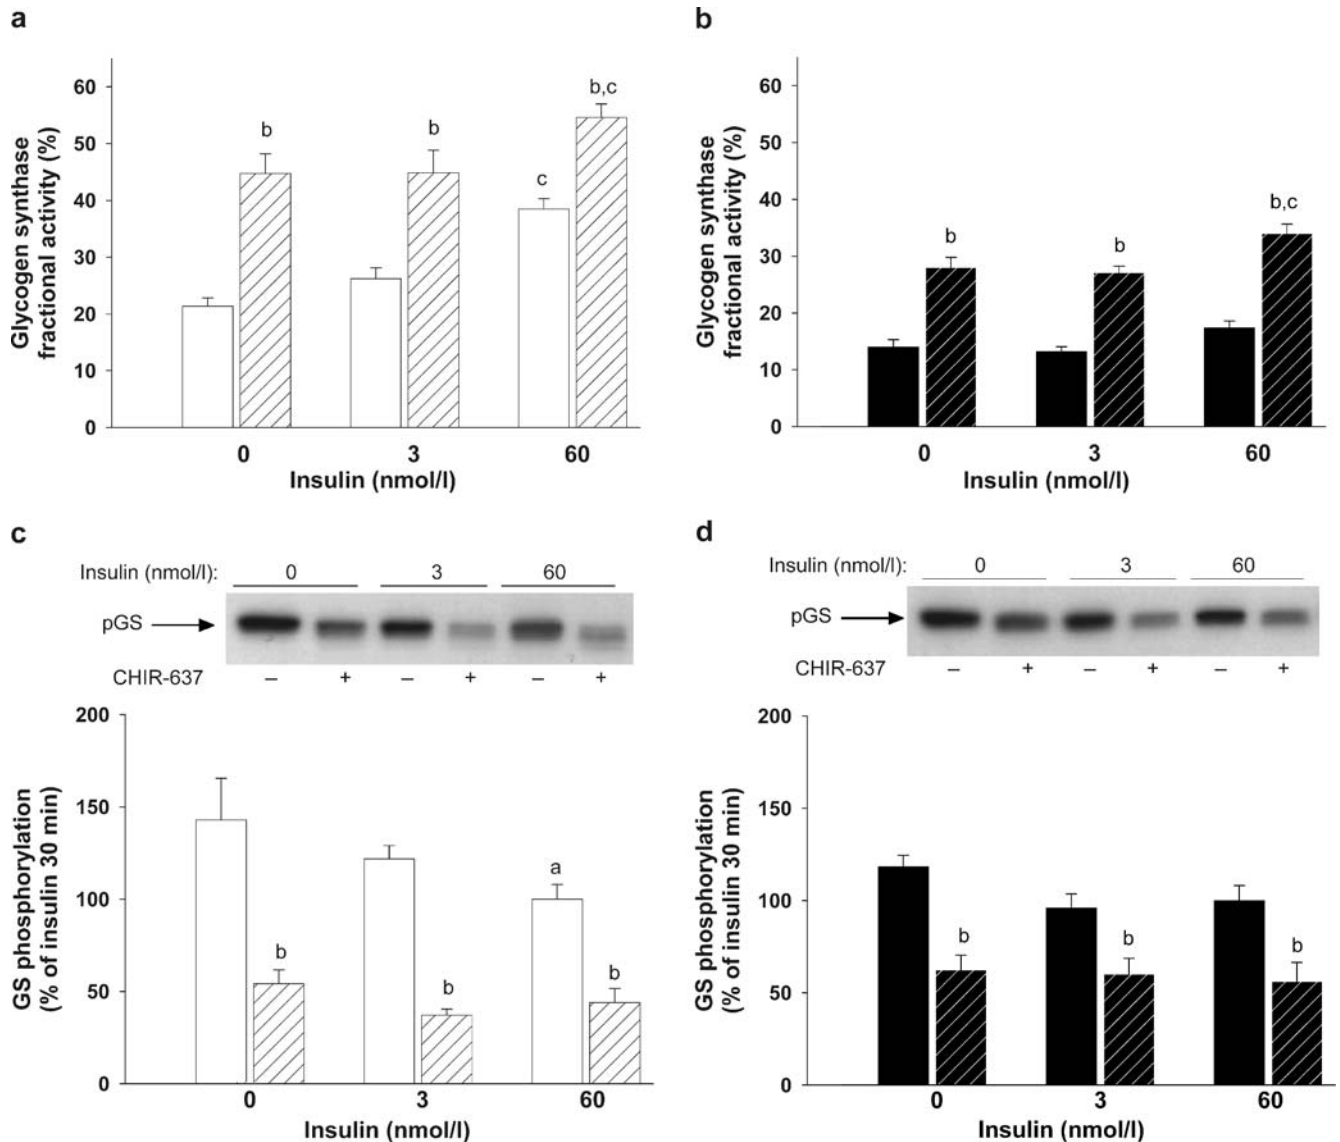 a
Glycogen synthase
fractional activity (%)
60
50
40
30
20
10
0
b
b
c
b,c
0 3 60
Insulin (nmol/l)
b
Glycogen synthase
fractional activity (%)
60
50
40
30
20
10
0
b
b
b,c
0 3 60
Insulin (nmol/l)
c
Insulin (nmol/l): 0 3 60
pGS
CHIR-637 – + – + – +
GS phosphorylation
(% of insulin 30 min)
200
150
100
50
0
b
b
a
b
0 3 60
Insulin (nmol/l)
d
Insulin (nmol/l): 0 3 60
pGS
CHIR-637 – + – + – +
GS phosphorylation
(% of insulin 30 min)
200
150
100
50
0
b
b
b
0 3 60
Insulin (nmol/l)